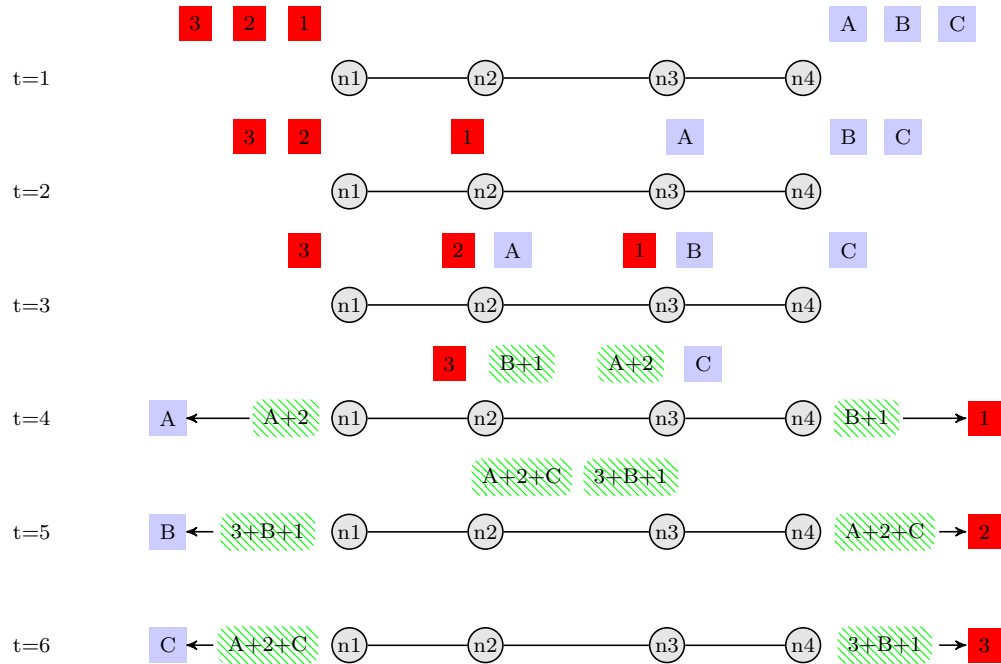 3 2 1 A B C
t=1 n1 n2 n3 n4
3 2 1 A B C
t=2 n1 n2 n3 n4
3 2 A 1 B C
t=3 n1 n2 n3 n4
3 B+1 A+2 C
t=4 A A+2 n1 n2 n3 n4 B+1 1
A+2+C 3+B+1
t=5 B 3+B+1 n1 n2 n3 n4 A+2+C 2
t=6 C A+2+C n1 n2 n3 n4 3+B+1 3